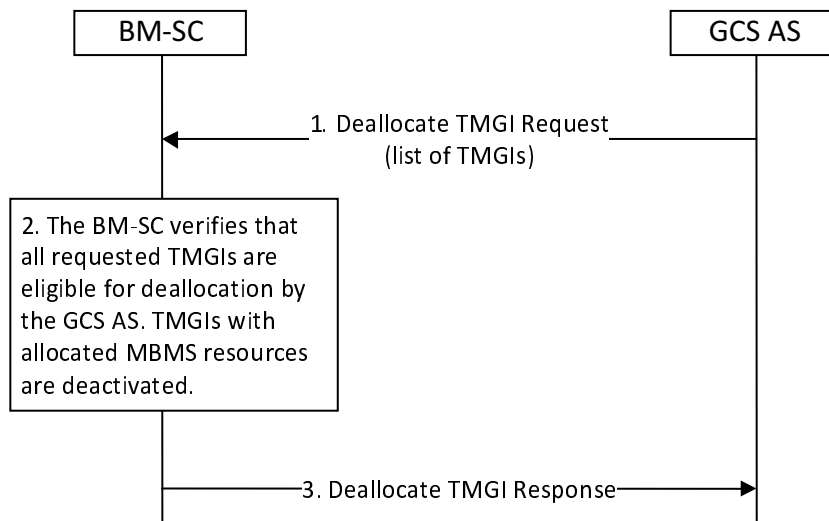 BM-SC
GCS AS
1. Deallocate TMGI Request
(list of TMGIs)
2. The BM-SC verifies that
all requested TMGIs are
eligible for deallocation by
the GCS AS. TMGIs with
allocated MBMS resources
are deactivated.
3. Deallocate TMGI Response